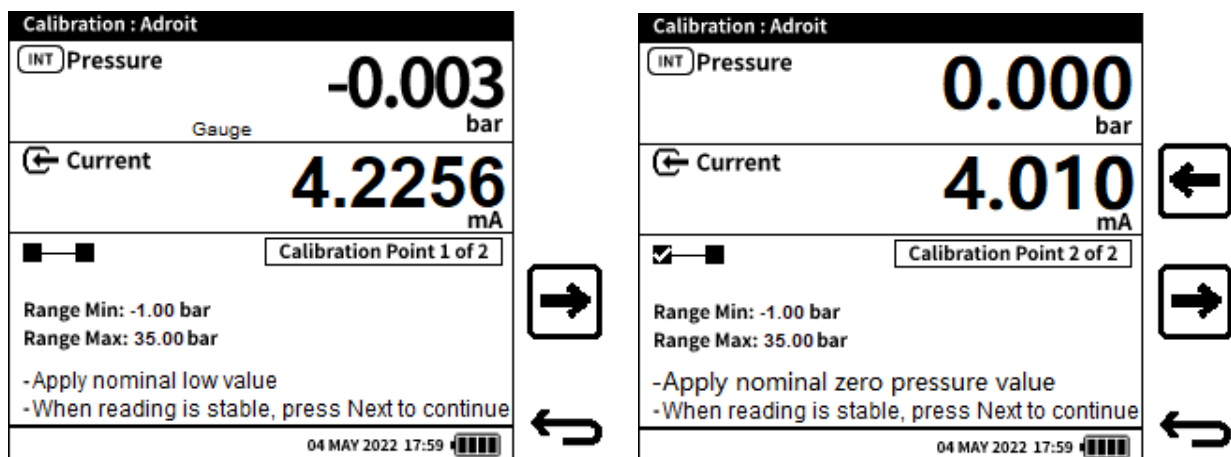 Calibration : Adroit
INT Pressure
-0.003
Gauge
bar
Current
4.2256
mA
Calibration Point 1 of 2
Range Min: -1.00 bar
Range Max: 35.00 bar
-Apply nominal low value
-When reading is stable, press Next to continue
04 MAY 2022 17:59
Calibration : Adroit
INT Pressure
0.000
bar
Current
4.010
mA
Calibration Point 2 of 2
Range Min: -1.00 bar
Range Max: 35.00 bar
-Apply nominal zero pressure value
-When reading is stable, press Next to continue
04 MAY 2022 17:59